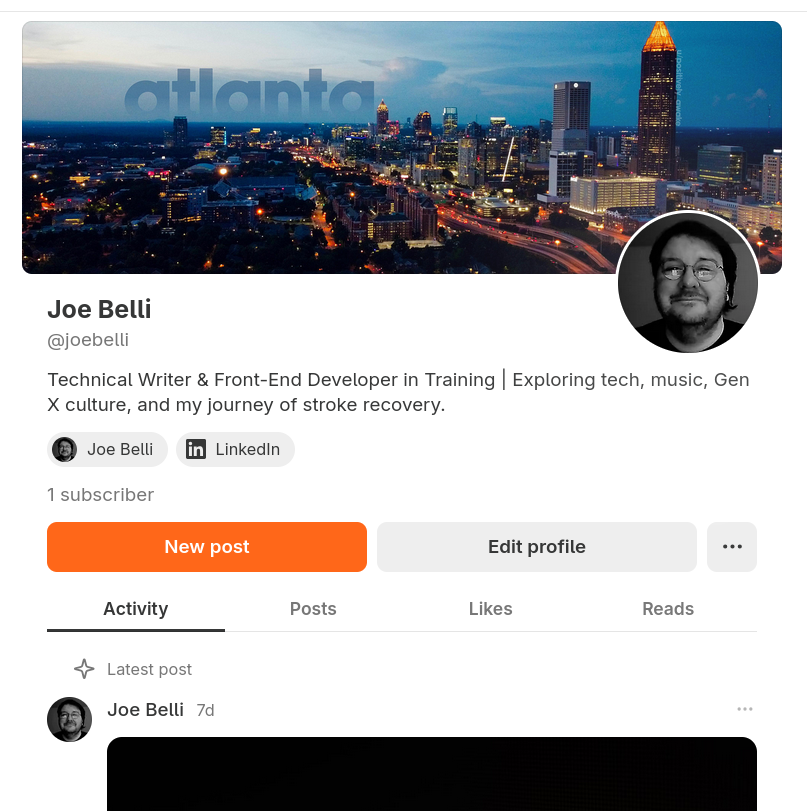 atlanta
Joe Belli
@joebelli
Technical Writer & Front-End Developer in Training | Exploring tech, music, Gen
X culture, and my journey of stroke recovery.
Joe Belli
LinkedIn
1 subscriber
New post
Edit profile
Activity
Posts
Likes
Reads
Latest post
Joe Belli 7d